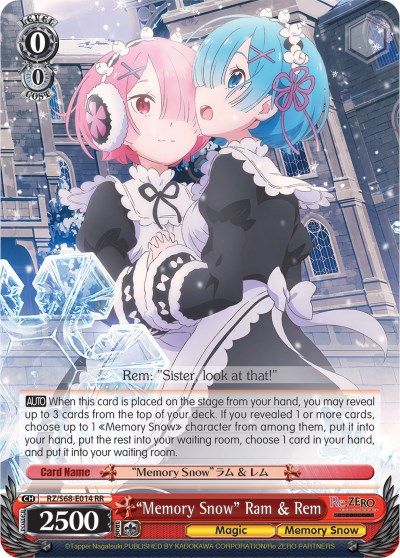 LEVEL
0
0
COST
Rem: "Sister, look at that!"
AUTO When this card is placed on the stage from your hand, you may reveal
up to 3 cards from the top of your deck. If you revealed 1 or more cards,
choose up to 1 «Memory Snow» character from among them, put it into
your hand, put the rest into your waiting room, choose 1 card in your hand,
and put it into your waiting room.
Card Name "Memory Snow" ラム & レム
CH RZ/S68-E014 RR
2500
"Memory Snow" Ram & Rem
Re:ZERO
Magic Memory Snow
©Tappei Nagatsuki,PUBLISHED BY KADOKAWA CORPORATION/Re:ZERO PARTNERS